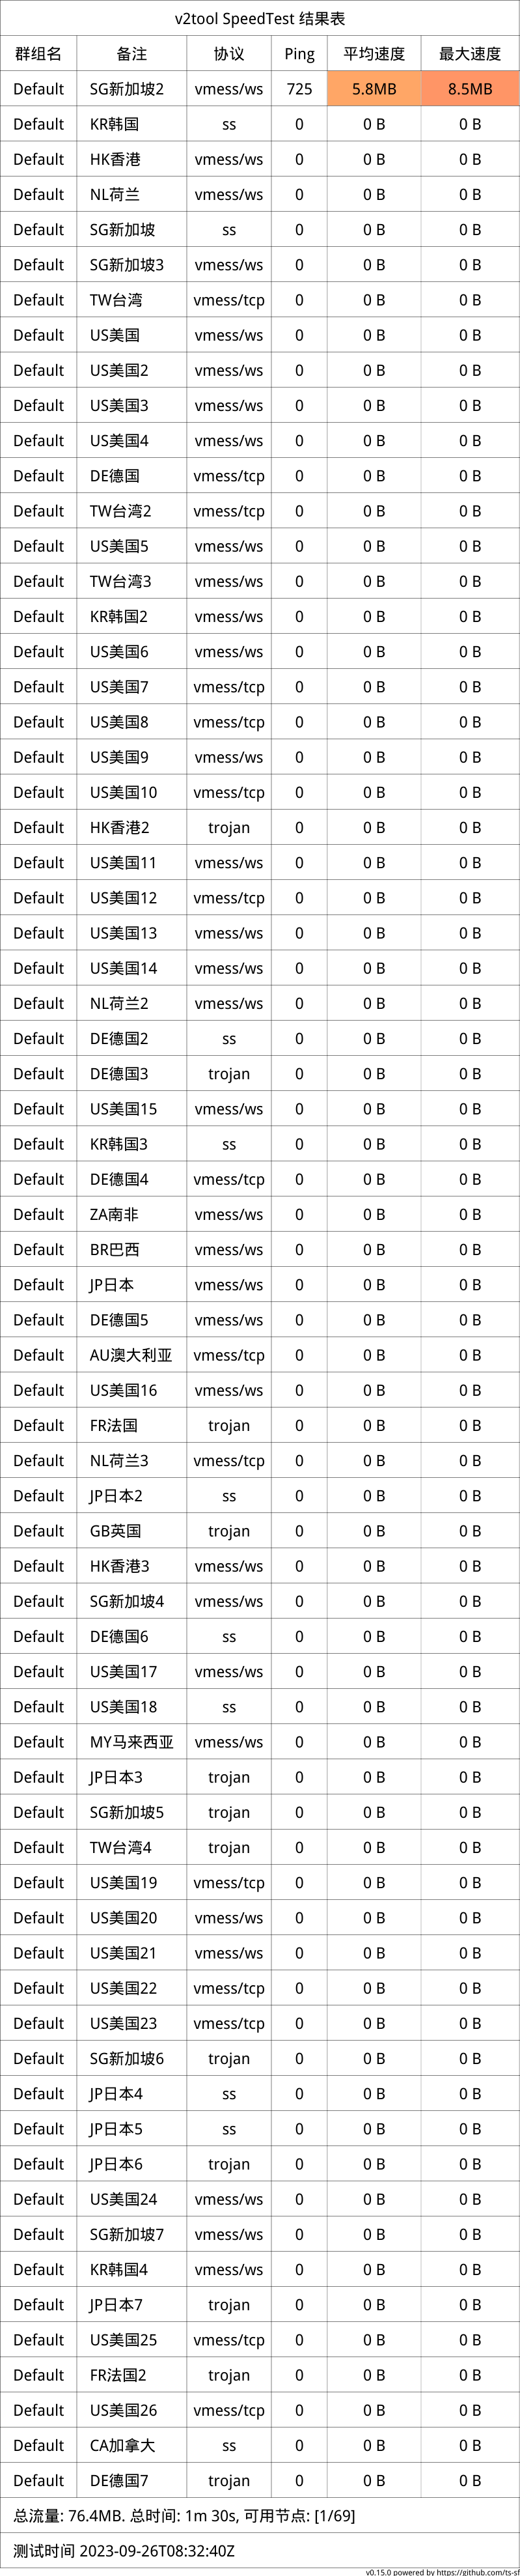 v2tool SpeedTest 结果表
群组名 备注 协议 Ping 平均速度 最大速度
Default SG新加坡2 vmess/ws 725 5.8MB 8.5MB
Default KR韩国 ss 0 0 B 0 B
Default HK香港 vmess/ws 0 0 B 0 B
Default NL荷兰 vmess/ws 0 0 B 0 B
Default SG新加坡 ss 0 0 B 0 B
Default SG新加坡3 vmess/ws 0 0 B 0 B
Default TW台湾 vmess/tcp 0 0 B 0 B
Default US美国 vmess/ws 0 0 B 0 B
Default US美国2 vmess/ws 0 0 B 0 B
Default US美国3 vmess/ws 0 0 B 0 B
Default US美国4 vmess/ws 0 0 B 0 B
Default DE德国 vmess/tcp 0 0 B 0 B
Default TW台湾2 vmess/tcp 0 0 B 0 B
Default US美国5 vmess/ws 0 0 B 0 B
Default TW台湾3 vmess/ws 0 0 B 0 B
Default KR韩国2 vmess/ws 0 0 B 0 B
Default US美国6 vmess/ws 0 0 B 0 B
Default US美国7 vmess/tcp 0 0 B 0 B
Default US美国8 vmess/tcp 0 0 B 0 B
Default US美国9 vmess/ws 0 0 B 0 B
Default US美国10 vmess/tcp 0 0 B 0 B
Default HK香港2 trojan 0 0 B 0 B
Default US美国11 vmess/ws 0 0 B 0 B
Default US美国12 vmess/tcp 0 0 B 0 B
Default US美国13 vmess/ws 0 0 B 0 B
Default US美国14 vmess/ws 0 0 B 0 B
Default NL荷兰2 vmess/ws 0 0 B 0 B
Default DE德国2 ss 0 0 B 0 B
Default DE德国3 trojan 0 0 B 0 B
Default US美国15 vmess/ws 0 0 B 0 B
Default KR韩国3 ss 0 0 B 0 B
Default DE德国4 vmess/tcp 0 0 B 0 B
Default ZA南非 vmess/ws 0 0 B 0 B
Default BR巴西 vmess/ws 0 0 B 0 B
Default JP日本 vmess/ws 0 0 B 0 B
Default DE德国5 vmess/ws 0 0 B 0 B
Default AU澳大利亚 vmess/tcp 0 0 B 0 B
Default US美国16 vmess/ws 0 0 B 0 B
Default FR法国 trojan 0 0 B 0 B
Default NL荷兰3 vmess/tcp 0 0 B 0 B
Default JP日本2 ss 0 0 B 0 B
Default GB英国 trojan 0 0 B 0 B
Default HK香港3 vmess/ws 0 0 B 0 B
Default SG新加坡4 vmess/ws 0 0 B 0 B
Default DE德国6 ss 0 0 B 0 B
Default US美国17 vmess/ws 0 0 B 0 B
Default US美国18 ss 0 0 B 0 B
Default MY马来西亚 vmess/ws 0 0 B 0 B
Default JP日本3 trojan 0 0 B 0 B
Default SG新加坡5 trojan 0 0 B 0 B
Default TW台湾4 trojan 0 0 B 0 B
Default US美国19 vmess/tcp 0 0 B 0 B
Default US美国20 vmess/ws 0 0 B 0 B
Default US美国21 vmess/ws 0 0 B 0 B
Default US美国22 vmess/tcp 0 0 B 0 B
Default US美国23 vmess/tcp 0 0 B 0 B
Default SG新加坡6 trojan 0 0 B 0 B
Default JP日本4 ss 0 0 B 0 B
Default JP日本5 ss 0 0 B 0 B
Default JP日本6 trojan 0 0 B 0 B
Default US美国24 vmess/ws 0 0 B 0 B
Default SG新加坡7 vmess/ws 0 0 B 0 B
Default KR韩国4 vmess/ws 0 0 B 0 B
Default JP日本7 trojan 0 0 B 0 B
Default US美国25 vmess/tcp 0 0 B 0 B
Default FR法国2 trojan 0 0 B 0 B
Default US美国26 vmess/tcp 0 0 B 0 B
Default CA加拿大 ss 0 0 B 0 B
Default DE德国7 trojan 0 0 B 0 B
总流量: 76.4MB. 总时间: 1m 30s, 可用节点: [1/69]
测试时间 2023-09-26T08:32:40Z
v0.15.0 powered by https://github.com/ts-sf